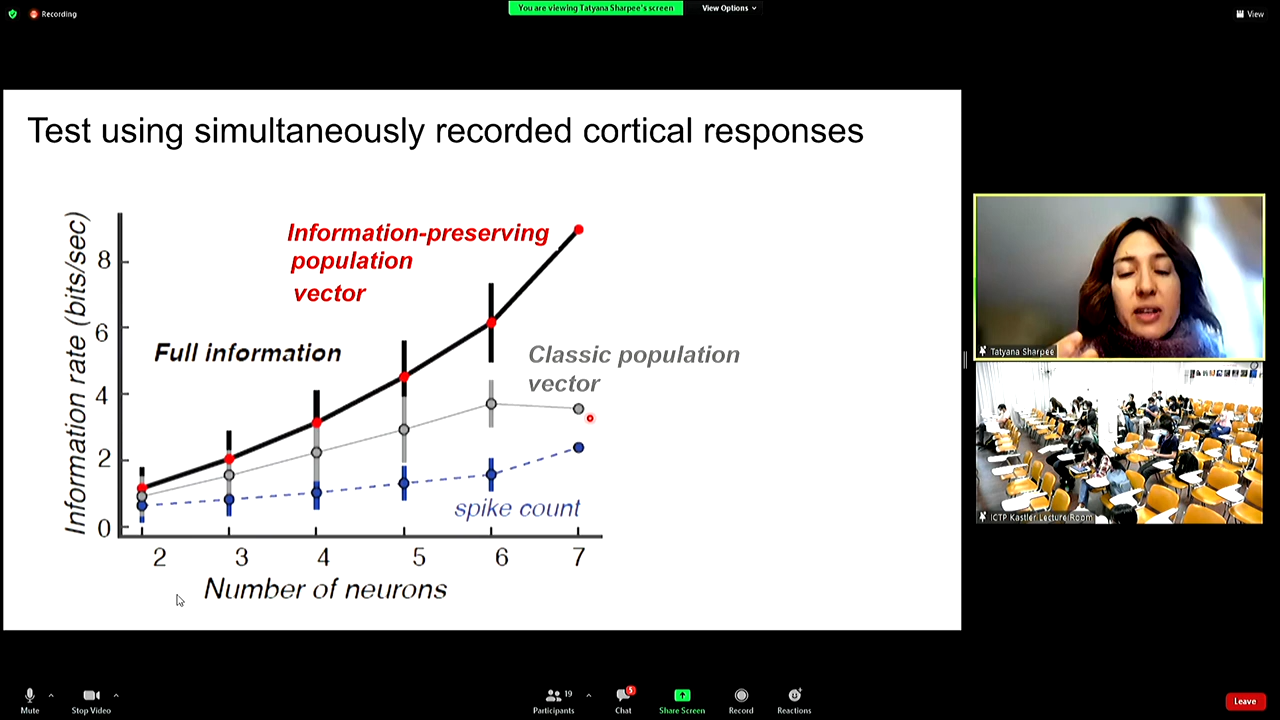 Recording
You are viewing Tatyana Sharpee's screen
View Options
View
Test using simultaneously recorded cortical responses
Information-preserving
population
vector
Full information
Classic population
vector
spike count
Information rate (bits/sec)
8
6
4
2
0
2 3 4 5 6 7
Number of neurons
Tatyana Sharpee
ICTP Kastler Lecture Room
Mute
Stop Video
19
Participants
5
Chat
Share Screen
Record
Reactions
Leave